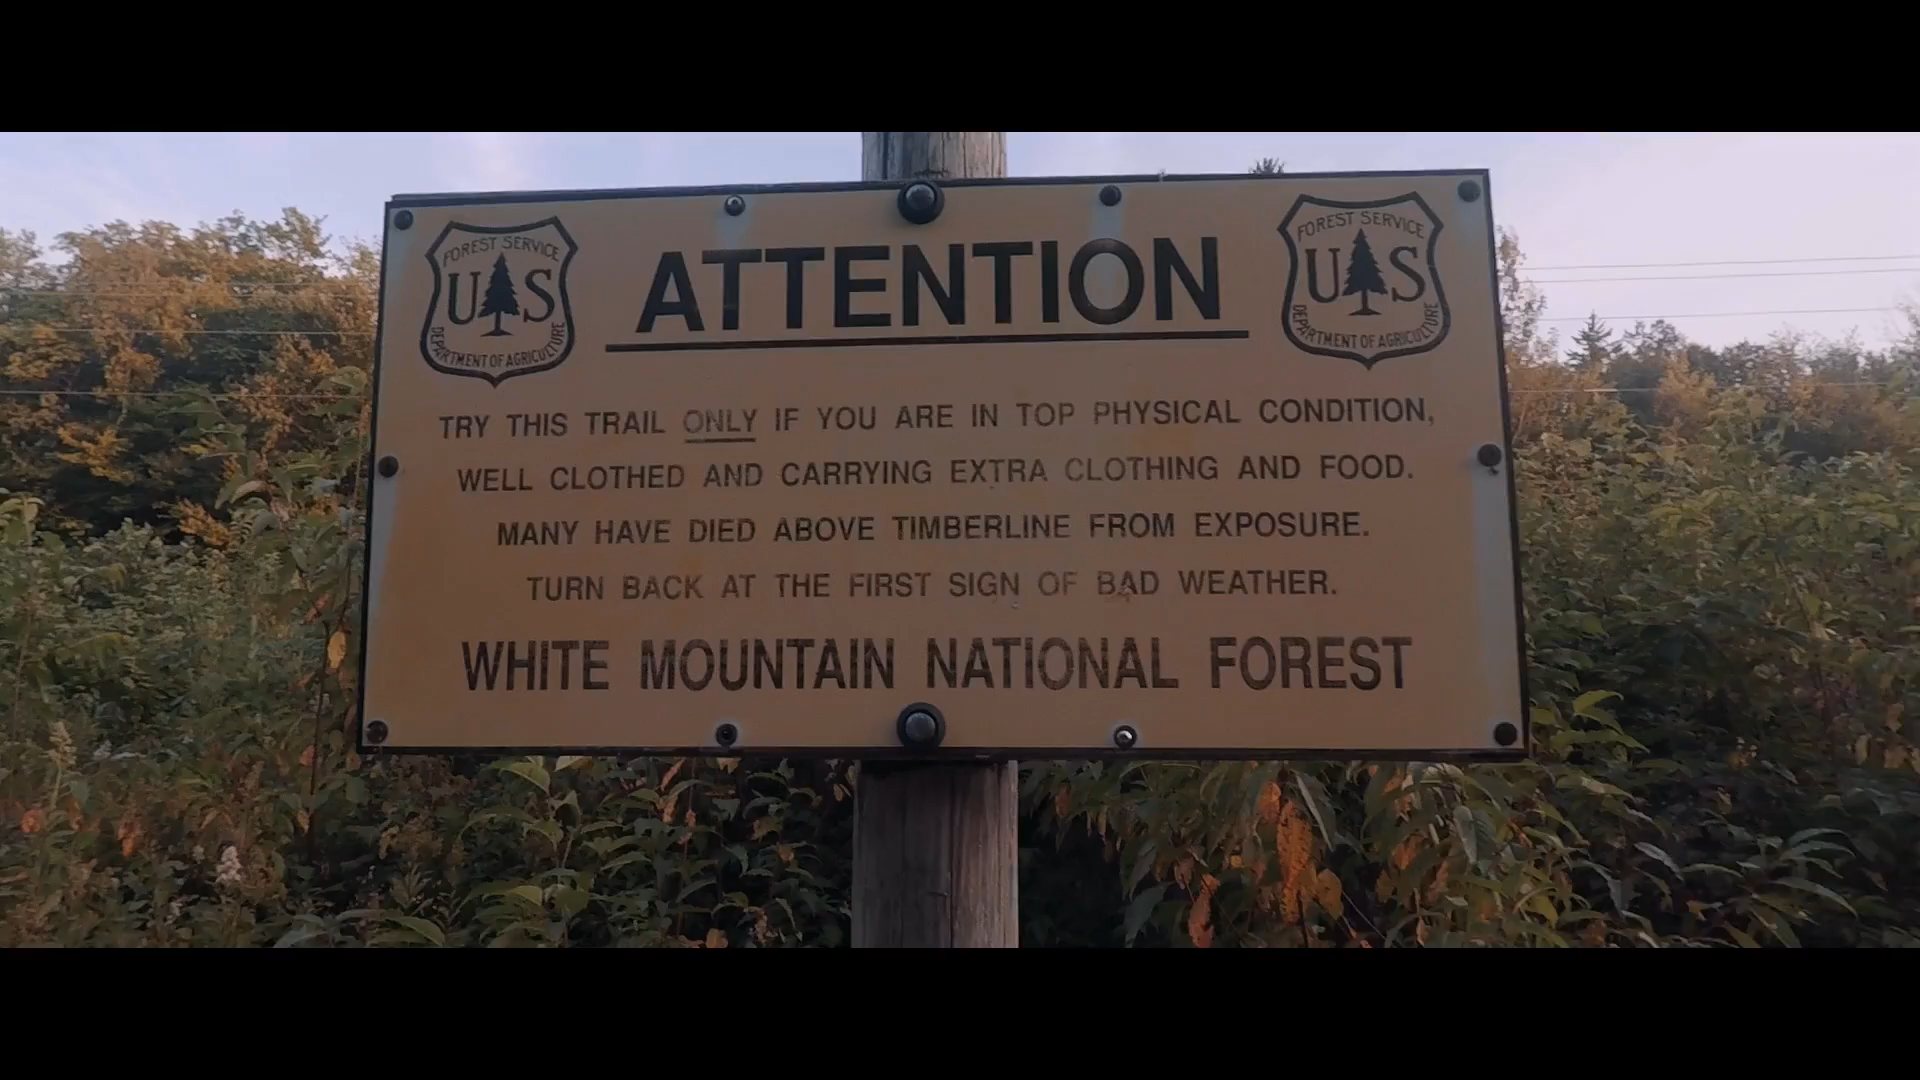 FOREST SERVICE
US
DEPARTMENT OF AGRICULTURE
ATTENTION
FOREST SERVICE
US
DEPARTMENT OF AGRICULTURE
TRY THIS TRAIL ONLY IF YOU ARE IN TOP PHYSICAL CONDITION,
WELL CLOTHED AND CARRYING EXTRA CLOTHING AND FOOD.
MANY HAVE DIED ABOVE TIMBERLINE FROM EXPOSURE.
TURN BACK AT THE FIRST SIGN OF BAD WEATHER.
WHITE MOUNTAIN NATIONAL FOREST